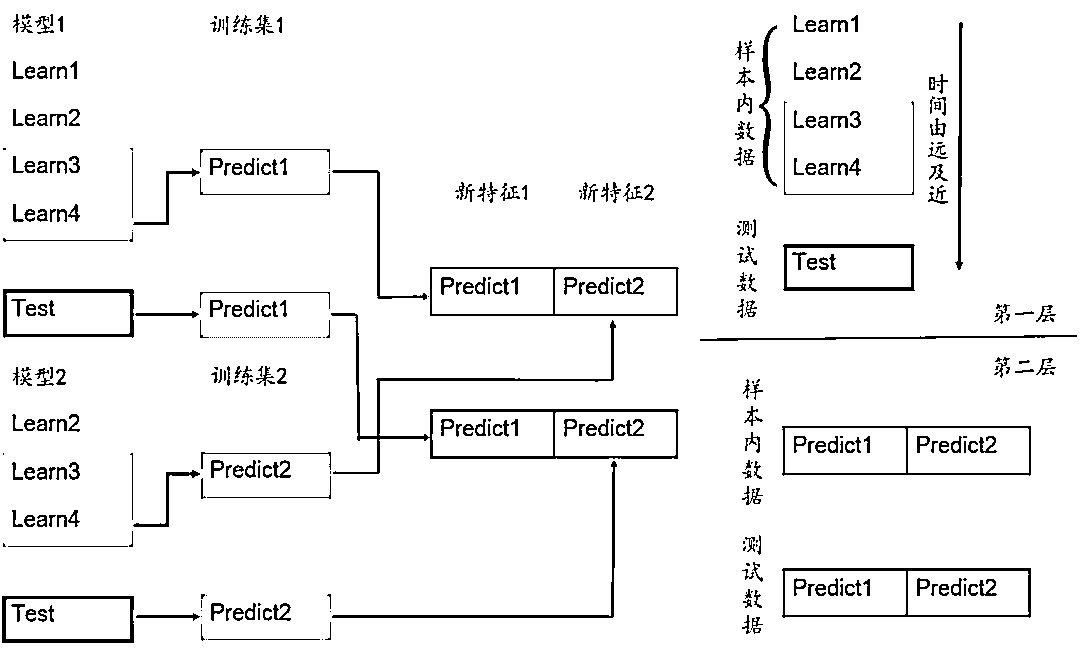 模型1
训练集1
Learn1
Learn2
Learn3
Learn4
Predict1
Test
Predict1
模型2
训练集2
Learn2
Learn3
Learn4
Predict2
Test
Predict2
新特征1
新特征2
Predict1
Predict2
Predict1
Predict2
样本内数据
Learn1
Learn2
Learn3
Learn4
时间由远及近
测试数据
Test
第一层
第二层
样本内数据
Predict1
Predict2
测试数据
Predict1
Predict2